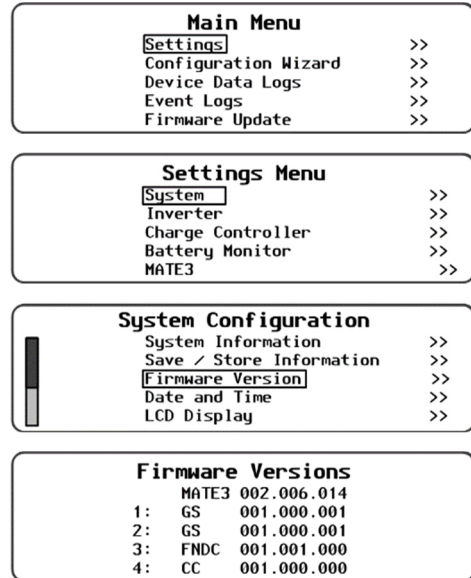 Main Menu
Settings >>
Configuration Wizard >>
Device Data Logs >>
Event Logs >>
Firmware Update >>
Settings Menu
System >>
Inverter >>
Charge Controller >>
Battery Monitor >>
MATE3 >>
System Configuration
System Information >>
Save / Store Information >>
Firmware Version >>
Date and Time >>
LCD Display >>
Firmware Versions
MATE3 002.006.014
1: GS 001.000.001
2: GS 001.000.001
3: FNDC 001.001.000
4: CC 001.000.000